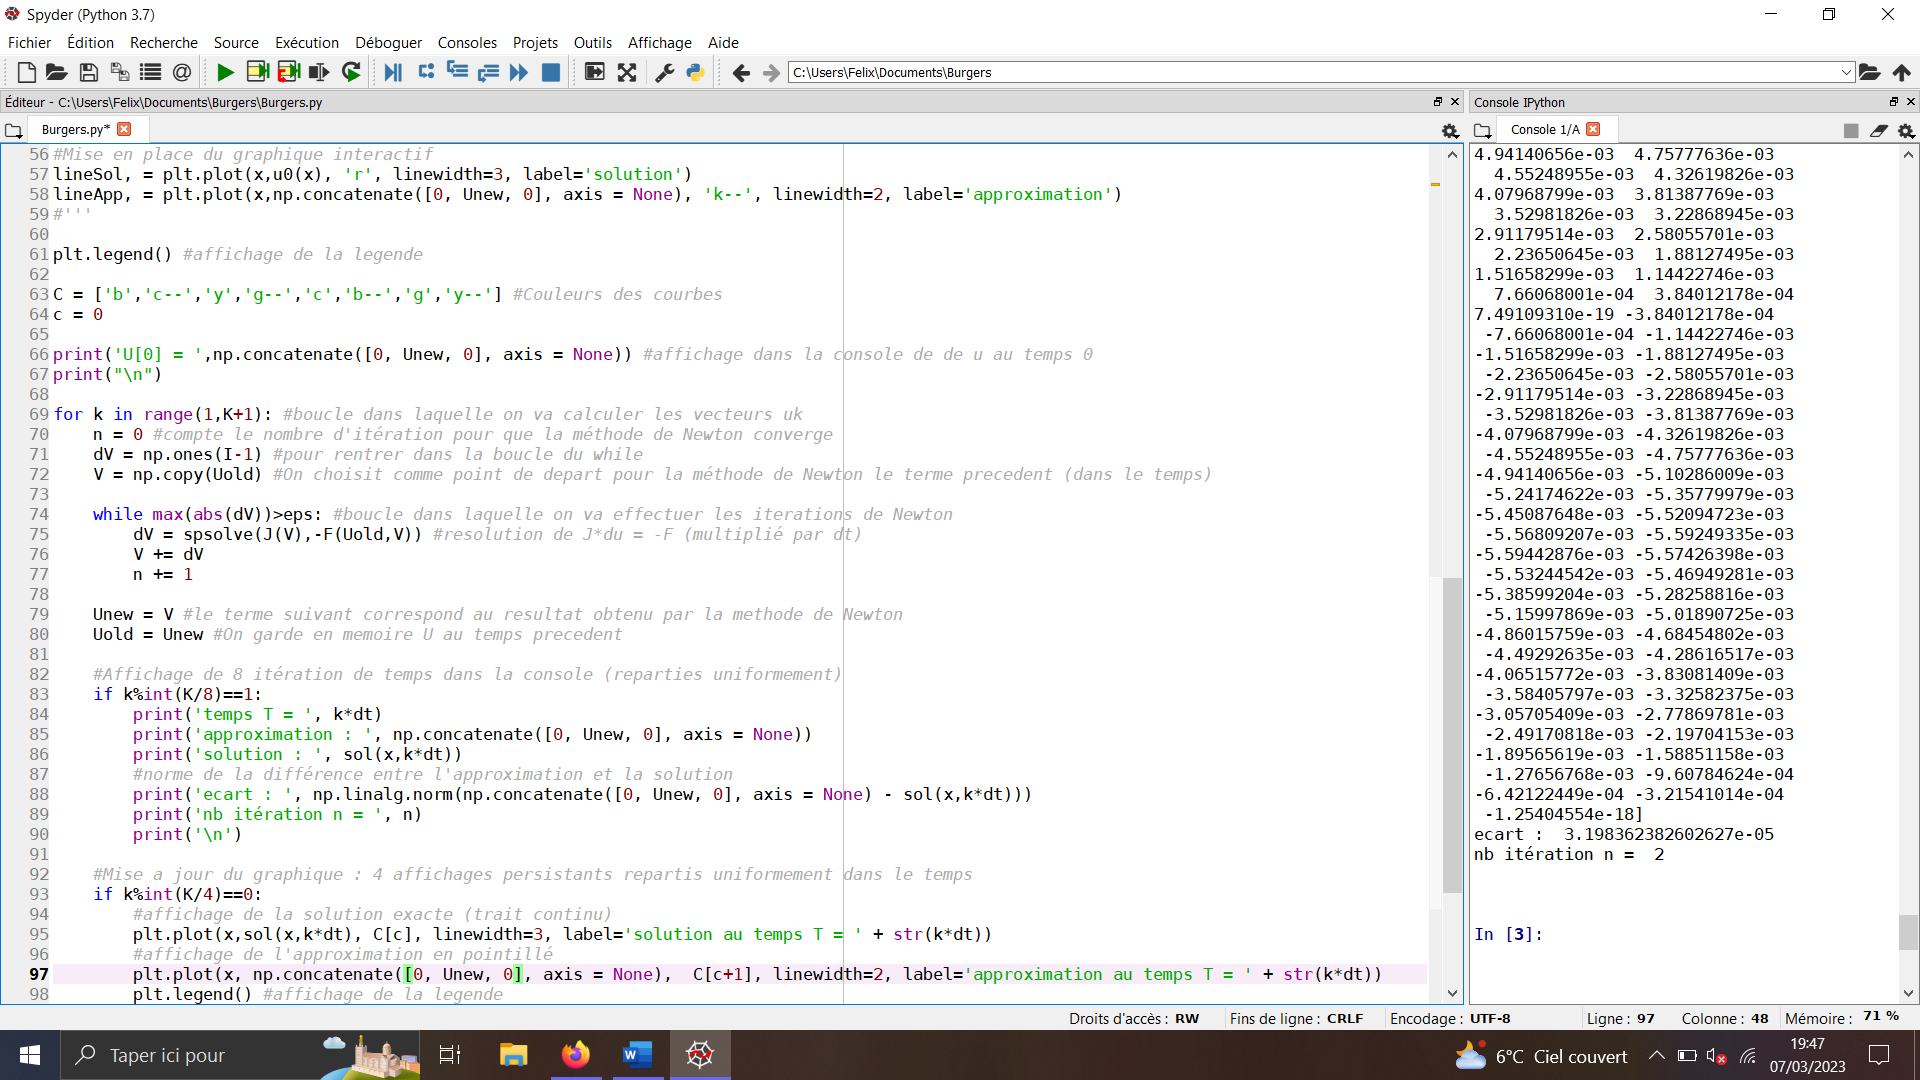 Spyder (Python 3.7)
Fichier Édition Recherche Source Exécution Déboguer Consoles Projets Outils Affichage Aide
C:\Users\Felix\Documents\Burgers
Éditeur - C:\Users\Felix\Documents\Burgers\Burgers.py
Burgers.py*
56 #Mise en place du graphique interactif
57 lineSol, = plt.plot(x,u0(x), 'r', linewidth=3, label='solution')
58 lineApp, = plt.plot(x,np.concatenate([0, Unew, 0], axis = None), 'k--', linewidth=2, label='approximation')
59 #'''
60
61 plt.legend() #affichage de la legende
62
63 C = ['b','c--','y','g--','c','b--','g','y--'] #Couleurs des courbes
64 c = 0
65
66 print('U[0] = ',np.concatenate([0, Unew, 0], axis = None)) #affichage dans la console de de u au temps 0
67 print("\n")
68
69 for k in range(1,K+1): #boucle dans laquelle on va calculer les vecteurs uk
70     n = 0 #compte le nombre d'itération pour que la méthode de Newton converge
71     dV = np.ones(I-1) #pour rentrer dans la boucle du while
72     V = np.copy(Uold) #On choisit comme point de depart pour la méthode de Newton le terme precedent (dans le temps)
73
74     while max(abs(dV))>eps: #boucle dans laquelle on va effectuer les iterations de Newton
75         dV = spsolve(J(V),-F(Uold,V)) #resolution de J*du = -F (multiplié par dt)
76         V += dV
77         n += 1
78
79     Unew = V #le terme suivant correspond au resultat obtenu par la methode de Newton
80     Uold = Unew #On garde en memoire U au temps precedent
81
82     #Affichage de 8 itération de temps dans la console (reparties uniformement)
83     if k%int(K/8)==1:
84         print('temps T = ', k*dt)
85         print('approximation : ', np.concatenate([0, Unew, 0], axis = None))
86         print('solution : ', sol(x,k*dt))
87         #norme de la différence entre l'approximation et la solution
88         print('ecart : ', np.linalg.norm(np.concatenate([0, Unew, 0], axis = None) - sol(x,k*dt)))
89         print('nb itération n = ', n)
90         print('\n')
91
92     #Mise a jour du graphique : 4 affichages persistants repartis uniformement dans le temps
93     if k%int(K/4)==0:
94         #affichage de la solution exacte (trait continu)
95         plt.plot(x,sol(x,k*dt), C[c], linewidth=3, label='solution au temps T = ' + str(k*dt))
96         #affichage de l'approximation en pointillé
97         plt.plot(x, np.concatenate([0, Unew, 0], axis = None),  C[c+1], linewidth=2, label='approximation au temps T = ' + str(k*dt))
98         plt.legend() #affichage de la legende
Console IPython
Console 1/A
4.94140656e-03  4.75777636e-03
4.55248955e-03  4.32619826e-03
4.07968799e-03  3.81387769e-03
3.52981826e-03  3.22868945e-03
2.91179514e-03  2.58055701e-03
2.23650645e-03  1.88127495e-03
1.51658299e-03  1.14422746e-03
7.66068001e-04  3.84012178e-04
7.49109310e-19 -3.84012178e-04
-7.66068001e-04 -1.14422746e-03
-1.51658299e-03 -1.88127495e-03
-2.23650645e-03 -2.58055701e-03
-2.91179514e-03 -3.22868945e-03
-3.52981826e-03 -3.81387769e-03
-4.07968799e-03 -4.32619826e-03
-4.55248955e-03 -4.75777636e-03
-4.94140656e-03 -5.10286009e-03
-5.24174622e-03 -5.35779979e-03
-5.45087648e-03 -5.52094723e-03
-5.56809207e-03 -5.59249335e-03
-5.59442876e-03 -5.57426398e-03
-5.53244542e-03 -5.46949281e-03
-5.38599204e-03 -5.28258816e-03
-5.15997869e-03 -5.01890725e-03
-4.86015759e-03 -4.68454802e-03
-4.49292635e-03 -4.28616517e-03
-4.06515772e-03 -3.83081409e-03
-3.58405797e-03 -3.32582375e-03
-3.05705409e-03 -2.77869781e-03
-2.49170818e-03 -2.19704153e-03
-1.89565619e-03 -1.58851158e-03
-1.27656768e-03 -9.60784624e-04
-6.42122449e-04 -3.21541014e-04
-1.25404554e-18]
ecart :  3.198362382602627e-05
nb itération n =  2
In [3]:
Droits d'accès : RW Fins de ligne : CRLF Encodage : UTF-8 Ligne : 97 Colonne : 48 Mémoire : 71 %
Taper ici pour
6°C Ciel couvert
19:47
07/03/2023